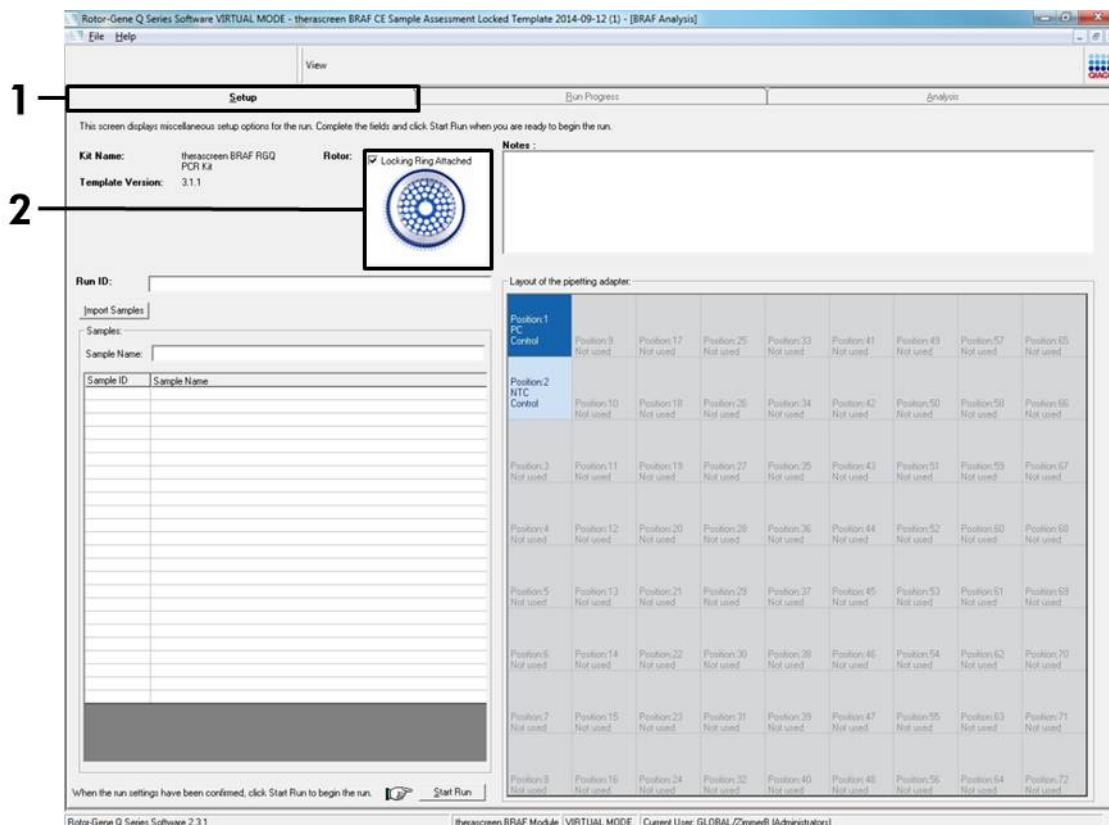 Rotor-Gene Q Series Software VIRTUAL MODE - therascreen BRAF CE Sample Assessment Locked Template 2014-09-12 (1) - [BRAF Analysis]
File Help
View
QIAGEN
1
Setup
Run Progress
Analysis
This screen displays miscellaneous setup options for the run. Complete the fields and click Start Run when you are ready to begin the run.
Kit Name: therascreen BRAF RGQ PCR Kit
Template Version: 3.1.1
2
Rotor:
Locking Ring Attached
Notes :
Run ID:
Import Samples
Samples:
Sample Name:
Sample ID Sample Name
Layout of the pipetting adapter:
Position:1 PC Control
Position:9 Not used
Position:17 Not used
Position:25 Not used
Position:33 Not used
Position:41 Not used
Position:49 Not used
Position:57 Not used
Position:65 Not used
Position:2 NTC Control
Position:10 Not used
Position:18 Not used
Position:26 Not used
Position:34 Not used
Position:42 Not used
Position:50 Not used
Position:58 Not used
Position:66 Not used
Position:3 Not used
Position:11 Not used
Position:19 Not used
Position:27 Not used
Position:35 Not used
Position:43 Not used
Position:51 Not used
Position:59 Not used
Position:67 Not used
Position:4 Not used
Position:12 Not used
Position:20 Not used
Position:28 Not used
Position:36 Not used
Position:44 Not used
Position:52 Not used
Position:60 Not used
Position:68 Not used
Position:5 Not used
Position:13 Not used
Position:21 Not used
Position:29 Not used
Position:37 Not used
Position:45 Not used
Position:53 Not used
Position:61 Not used
Position:69 Not used
Position:6 Not used
Position:14 Not used
Position:22 Not used
Position:30 Not used
Position:38 Not used
Position:46 Not used
Position:54 Not used
Position:62 Not used
Position:70 Not used
Position:7 Not used
Position:15 Not used
Position:23 Not used
Position:31 Not used
Position:39 Not used
Position:47 Not used
Position:55 Not used
Position:63 Not used
Position:71 Not used
Position:8 Not used
Position:16 Not used
Position:24 Not used
Position:32 Not used
Position:40 Not used
Position:48 Not used
Position:56 Not used
Position:64 Not used
Position:72 Not used
When the run settings have been confirmed, click Start Run to begin the run.
Start Run
Rotor-Gene Q Series Software 2.3.1
therascreen BRAF Module VIRTUAL MODE Current User: GLOBAL/ZimmerB (Administrators)